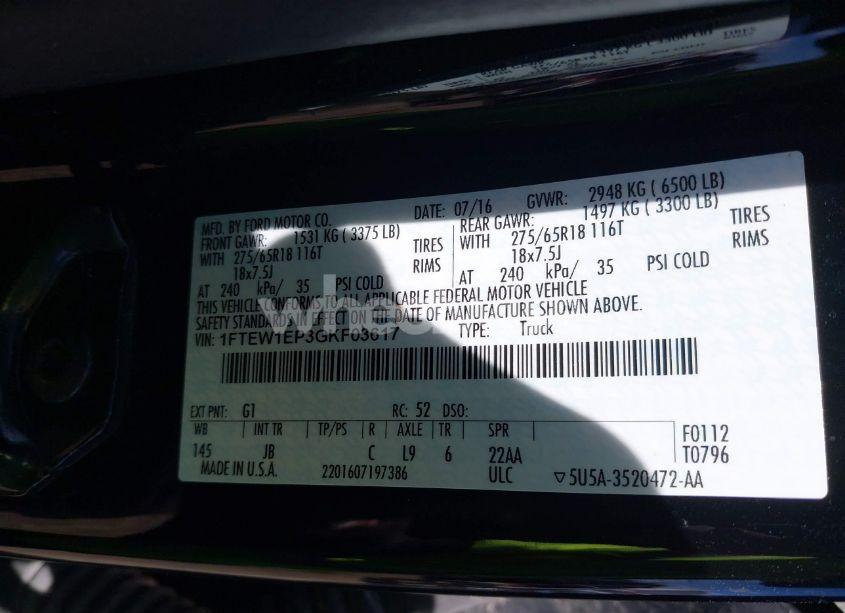 MFD. BY FORD MOTOR CO. DATE: 07/16 GVWR: 2948 KG ( 6500 LB)
FRONT GAWR: 1531 KG ( 3375 LB) REAR GAWR: 1497 KG ( 3300 LB)
WITH 275/65R18 116T TIRES WITH 275/65R18 116T TIRES
18x7.5J RIMS 18x7.5J RIMS
AT 240 kPa/ 35 PSI COLD AT 240 kPa/ 35 PSI COLD
THIS VEHICLE CONFORMS TO ALL APPLICABLE FEDERAL MOTOR VEHICLE
SAFETY STANDARDS IN EFFECT ON THE DATE OF MANUFACTURE SHOWN ABOVE.
VIN: 1FTEW1EP3GKF03617 TYPE: Truck
EXT PNT: G1 RC: 52 DSO:
WB INT TR TP/PS R AXLE TR SPR F0112
145 JB C L9 6 22AA T0796
MADE IN U.S.A. 2201607197386 ULC ▽5U5A-3520472-AA